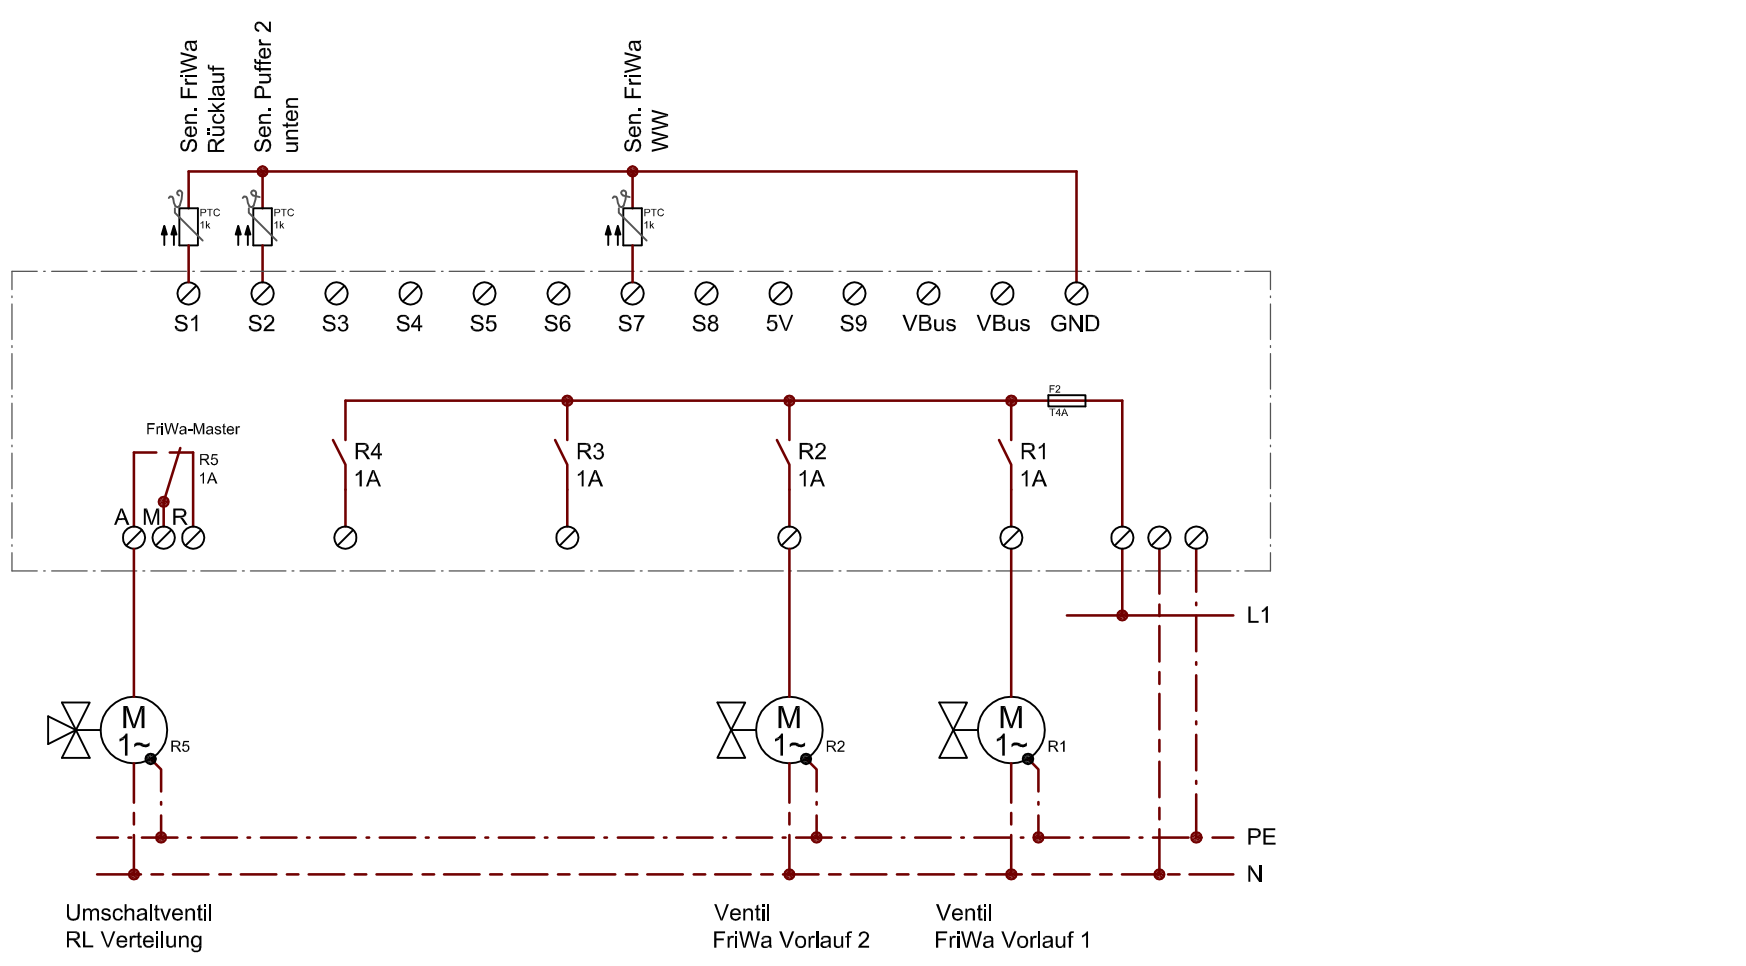 Sen. FriWa
Rücklauf
Sen. Puffer 2
unten
Sen. FriWa
WW
PTC
1k
PTC
1k
PTC
1k
S1
S2
S3
S4
S5
S6
S7
S8
5V
S9
VBus
VBus
GND
F2
T4A
FriWa-Master
R5
1A
A
M
R
R4
1A
R3
1A
R2
1A
R1
1A
L1
M
1~
R5
M
1~
R2
M
1~
R1
PE
N
Umschaltventil
RL Verteilung
Ventil
FriWa Vorlauf 2
Ventil
FriWa Vorlauf 1